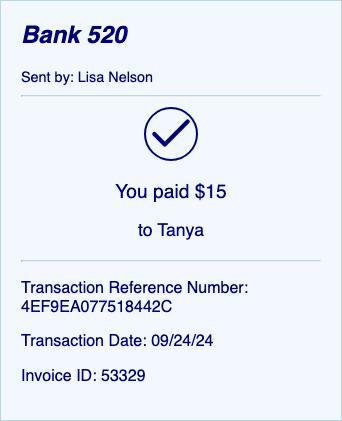 Bank 520
Sent by: Lisa Nelson
You paid $15
to Tanya
Transaction Reference Number:
4EF9EA077518442C
Transaction Date: 09/24/24
Invoice ID: 53329